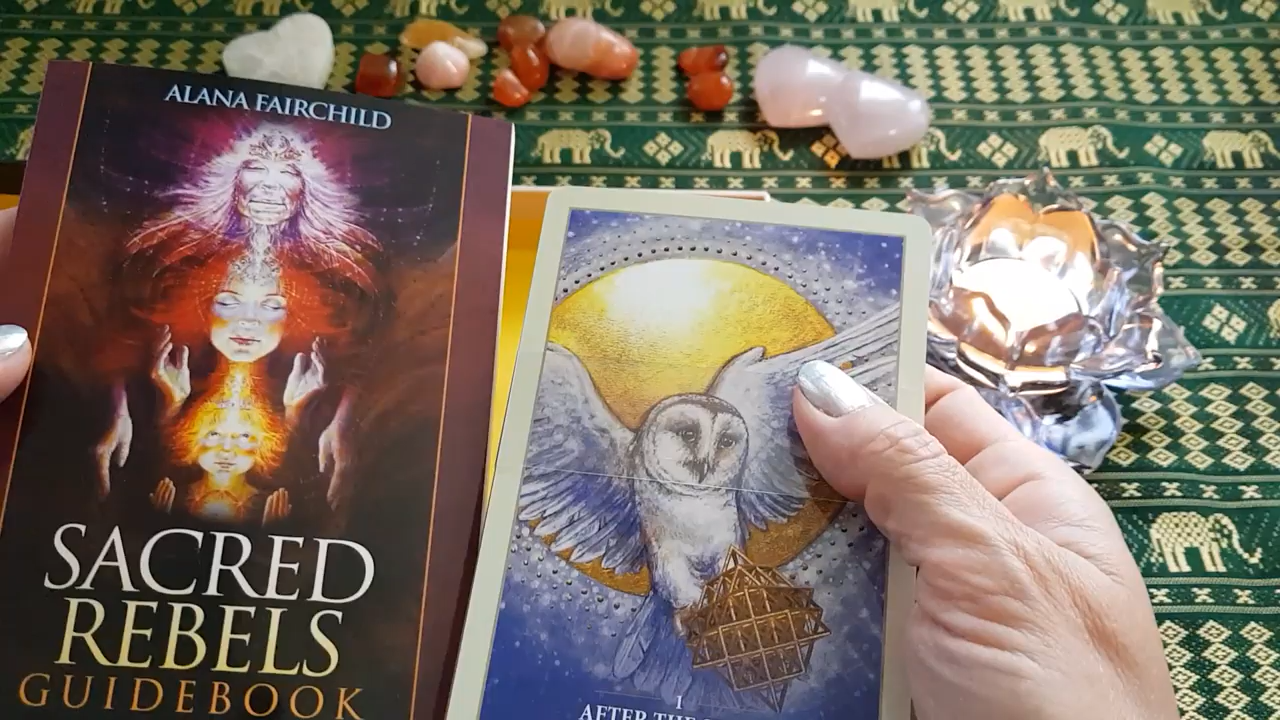 ALANA FAIRCHILD
SACRED
REBELS
GUIDEBOOK
1
AFTER THE